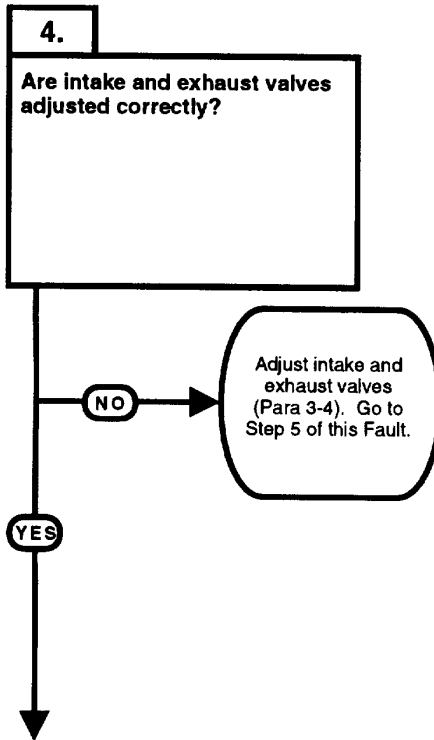 4.
Are intake and exhaust valves
adjusted correctly?
Adjust intake and
exhaust valves
(Para 3-4). Go to
Step 5 of this Fault.
NO
YES